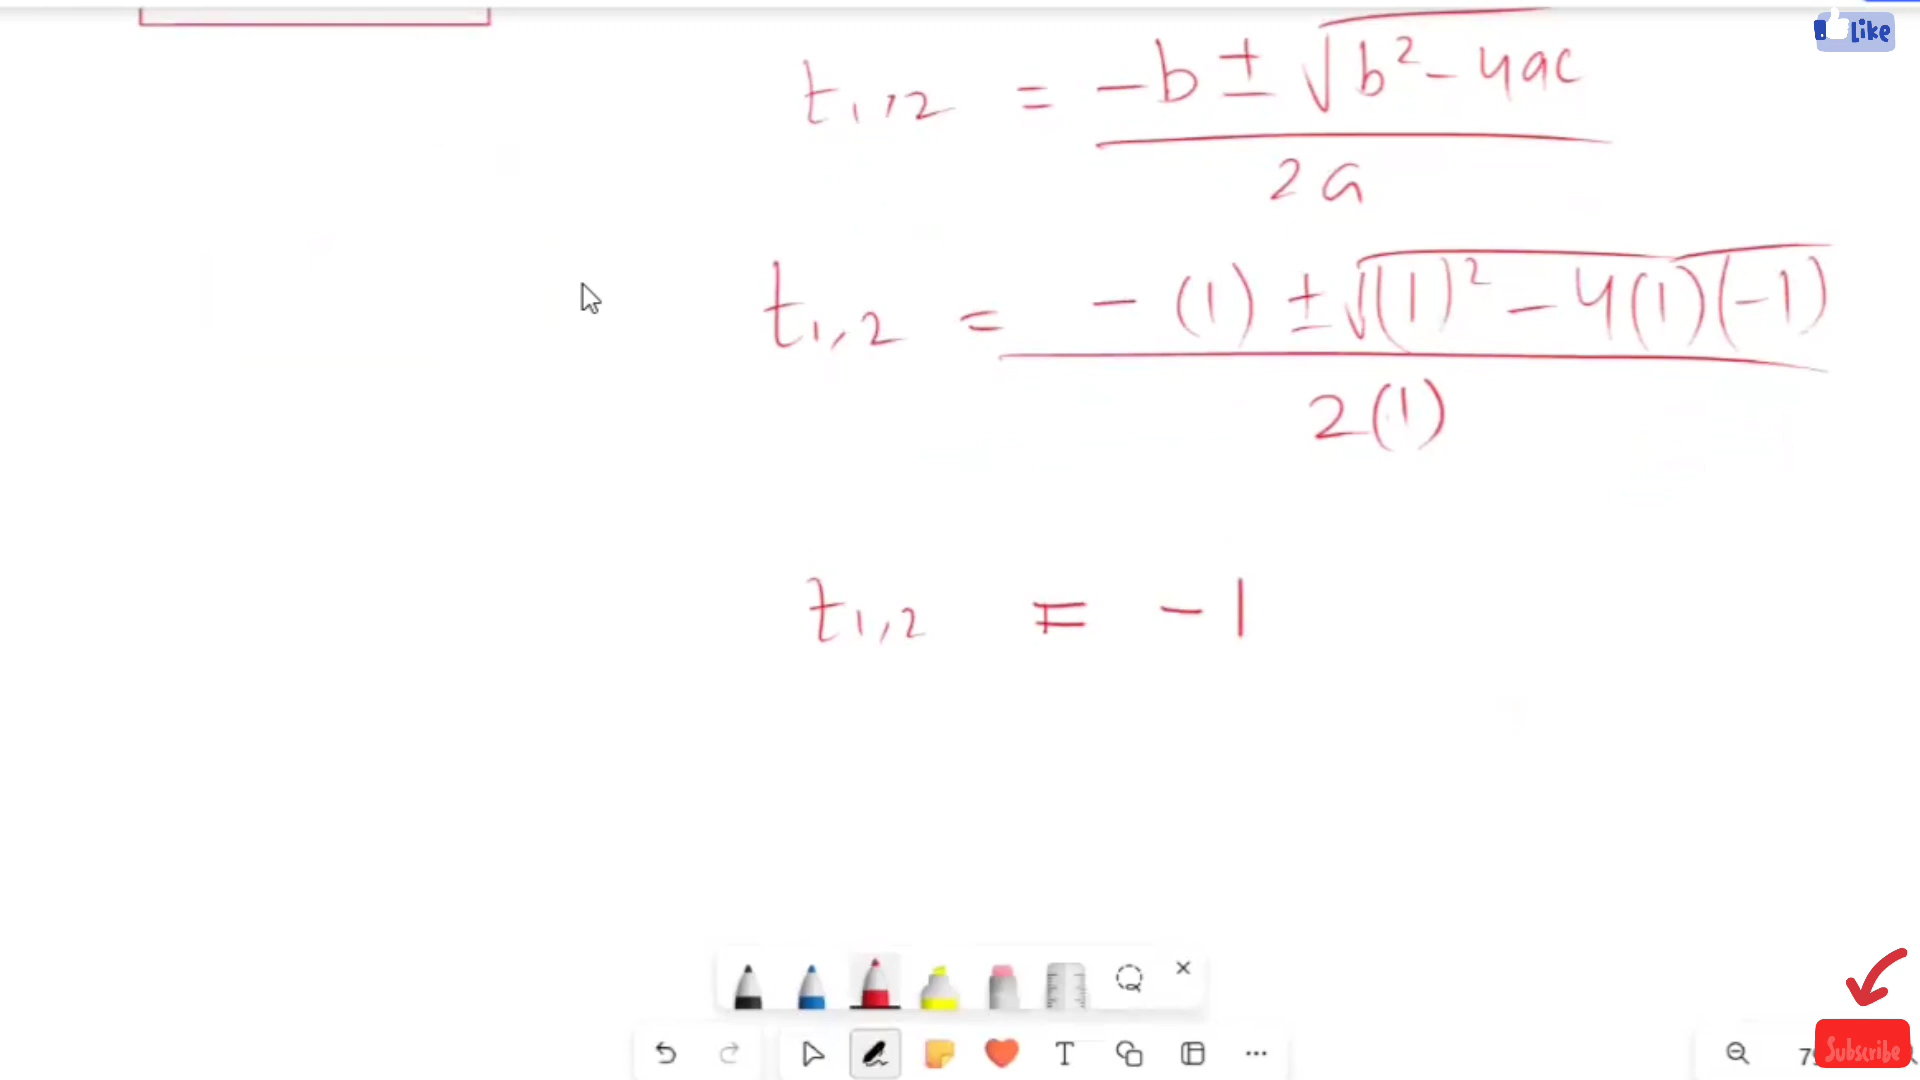 Like
t₁,₂ = -b ± √b² - 4ac
2a
t₁,₂ = -(1) ± √(1)² - 4(1)(-1)
2(1)
t₁,₂ = -1
T
Subscribe